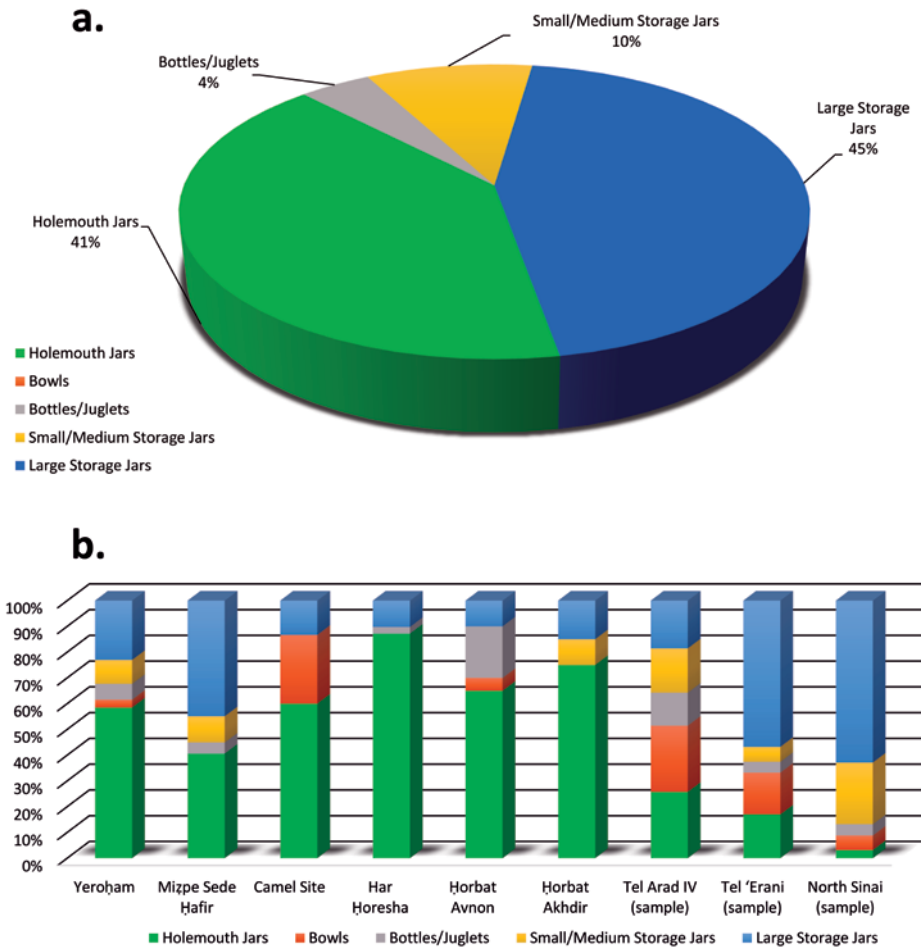 a.
Small/Medium Storage Jars
10%
Bottles/Juglets
4%
Large Storage
Jars
45%
Holemouth Jars
41%
Holemouth Jars
Bowls
Bottles/Juglets
Small/Medium Storage Jars
Large Storage Jars
b.
100%
90%
80%
70%
60%
50%
40%
30%
20%
10%
0%
Yeroḥam
Miẓpe Sede
Ḥafir
Camel Site
Har
Ḥoresha
Ḥorbat
Avnon
Ḥorbat
Akhdir
Tel Arad IV
(sample)
Tel ‘Erani
(sample)
North Sinai
(sample)
Holemouth Jars
Bowls
Bottles/Juglets
Small/Medium Storage Jars
Large Storage Jars